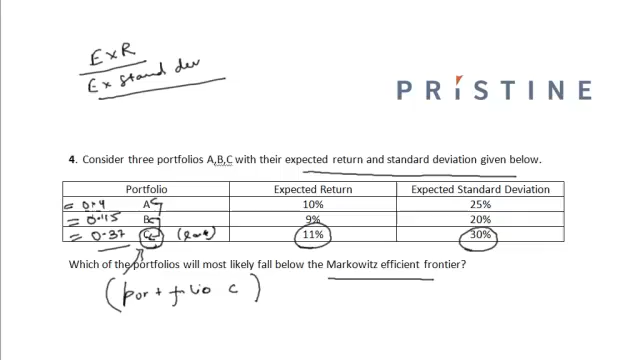 ExR
Ex stand dev
PRISTINE
4. Consider three portfolios A,B,C with their expected return and standard deviation given below.
Portfolio Expected Return Expected Standard Deviation
= 0.4 A 10% 25%
= 0.45 B 9% 20%
= 0.37 C (least) 11% 30%
Which of the portfolios will most likely fall below the Markowitz efficient frontier?
(portfolio C)